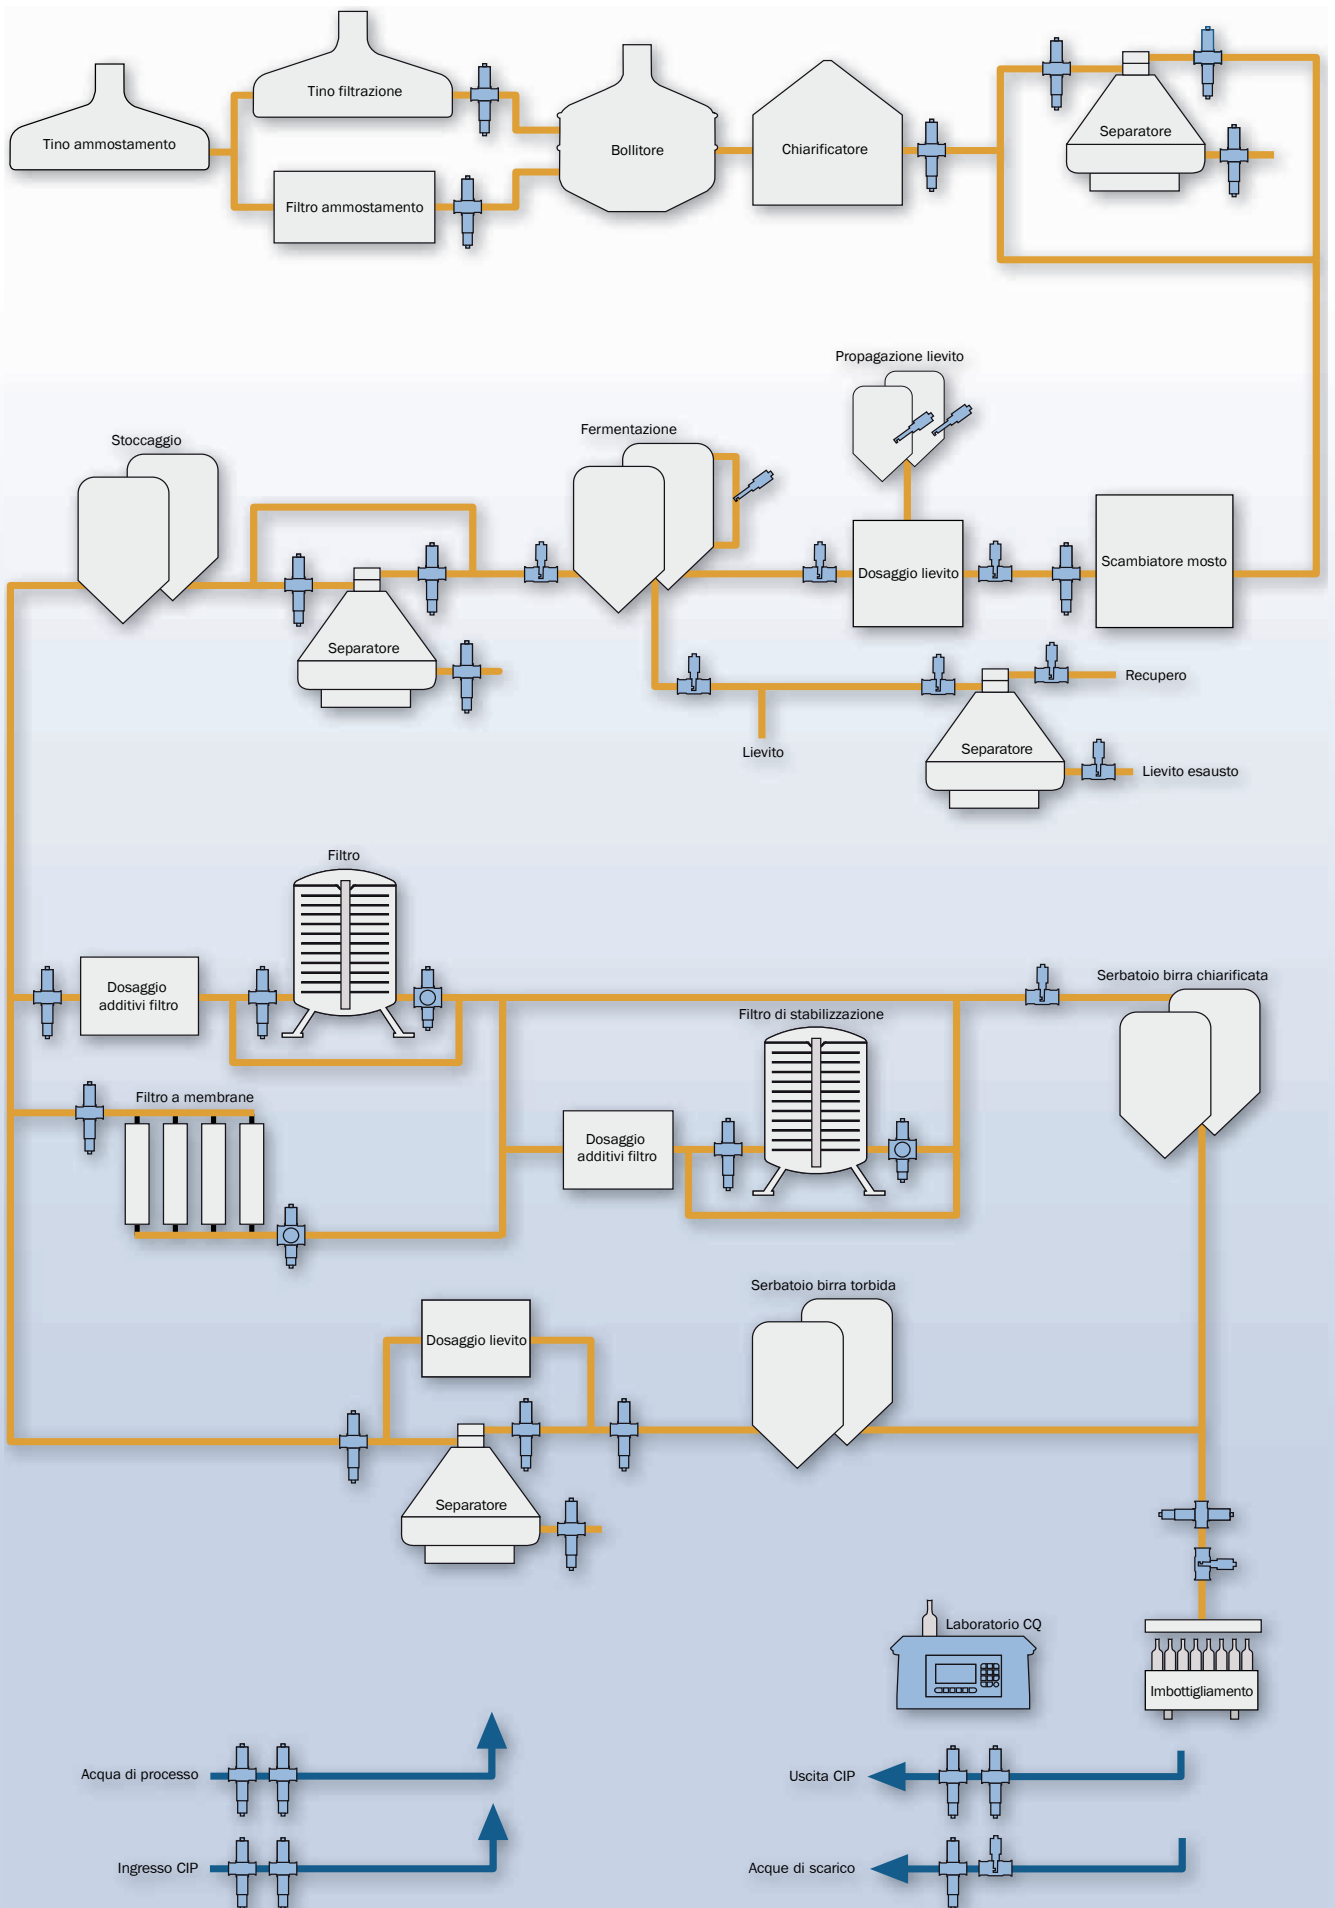 Tino ammostamento
Tino filtrazione
Filtro ammostamento
Bollitore
Chiarificatore
Separatore
Propagazione lievito
Stoccaggio
Fermentazione
Dosaggio lievito
Scambiatore mosto
Separatore
Recupero
Lievito
Separatore
Lievito esausto
Filtro
Dosaggio
additivi filtro
Serbatoio birra chiarificata
Filtro di stabilizzazione
Filtro a membrane
Dosaggio
additivi filtro
Serbatoio birra torbida
Dosaggio lievito
Separatore
Laboratorio CQ
Imbottigliamento
Acqua di processo
Uscita CIP
Ingresso CIP
Acque di scarico